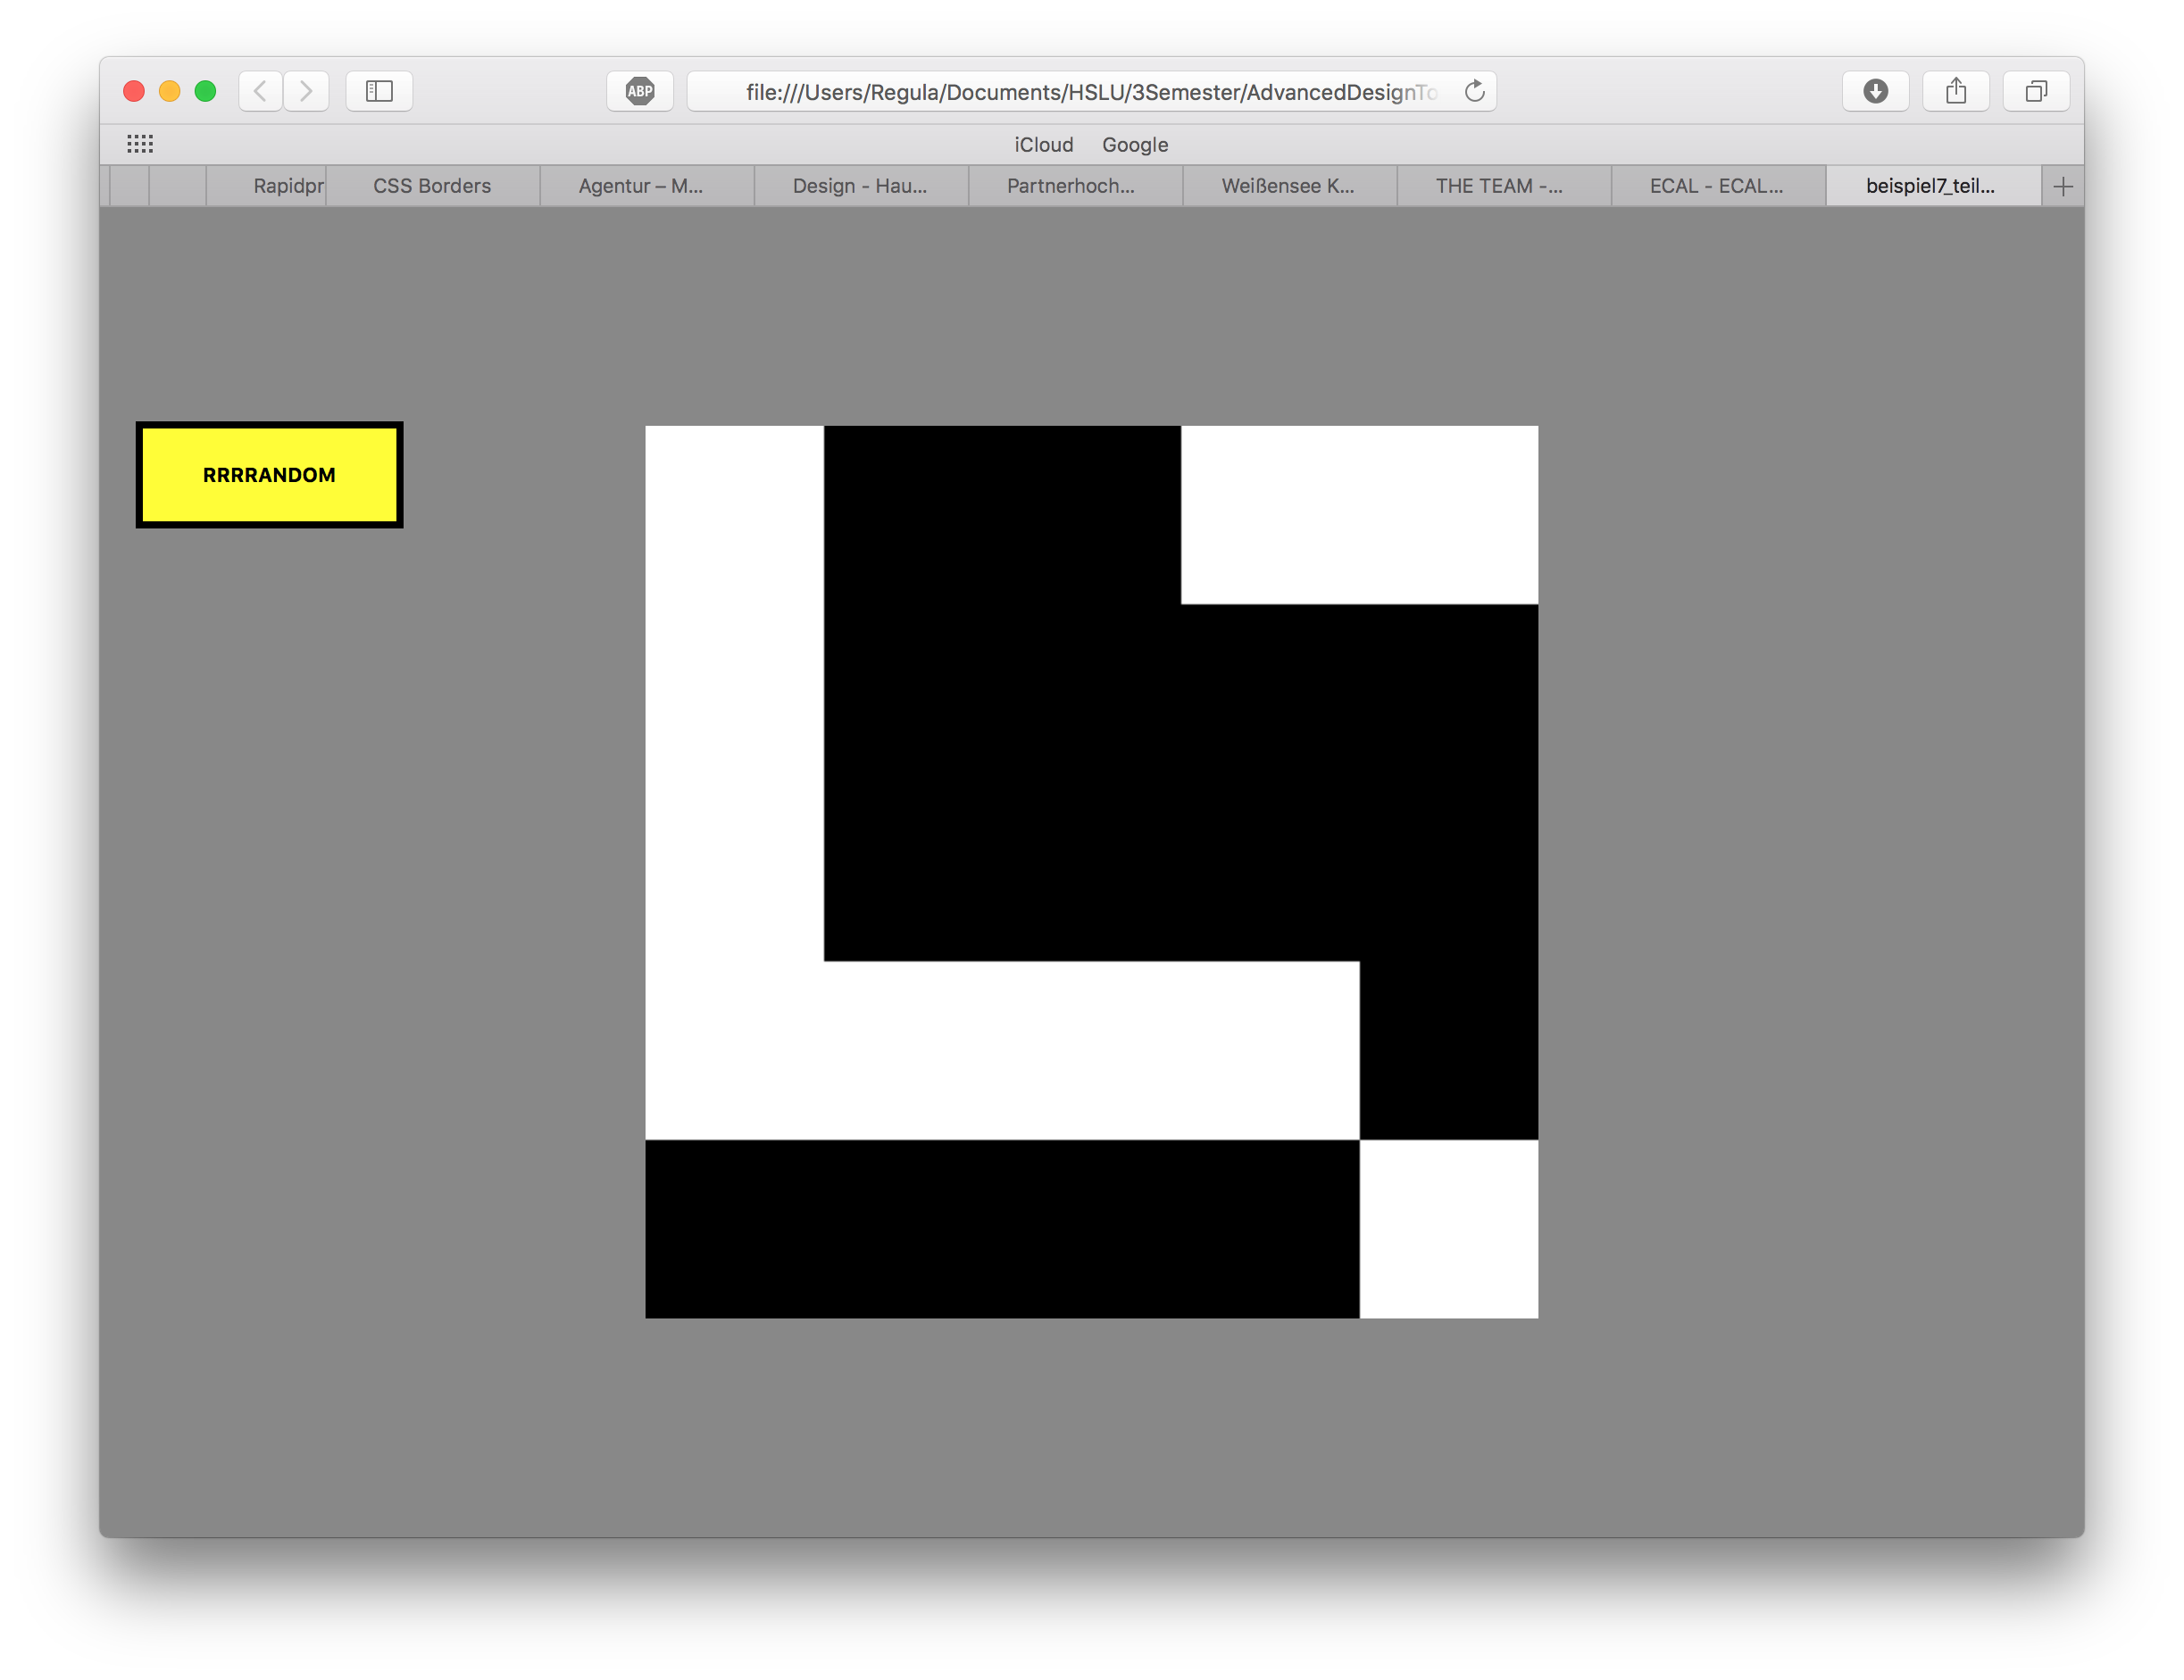 ABP
file:///Users/Regula/Documents/HSLU/3Semester/AdvancedDesignTo
iCloud Google
Rapidpr CSS Borders Agentur – M... Design - Hau... Partnerhoch... Weißensee K... THE TEAM -... ECAL - ECAL... beispiel7_teil...
RRRRANDOM